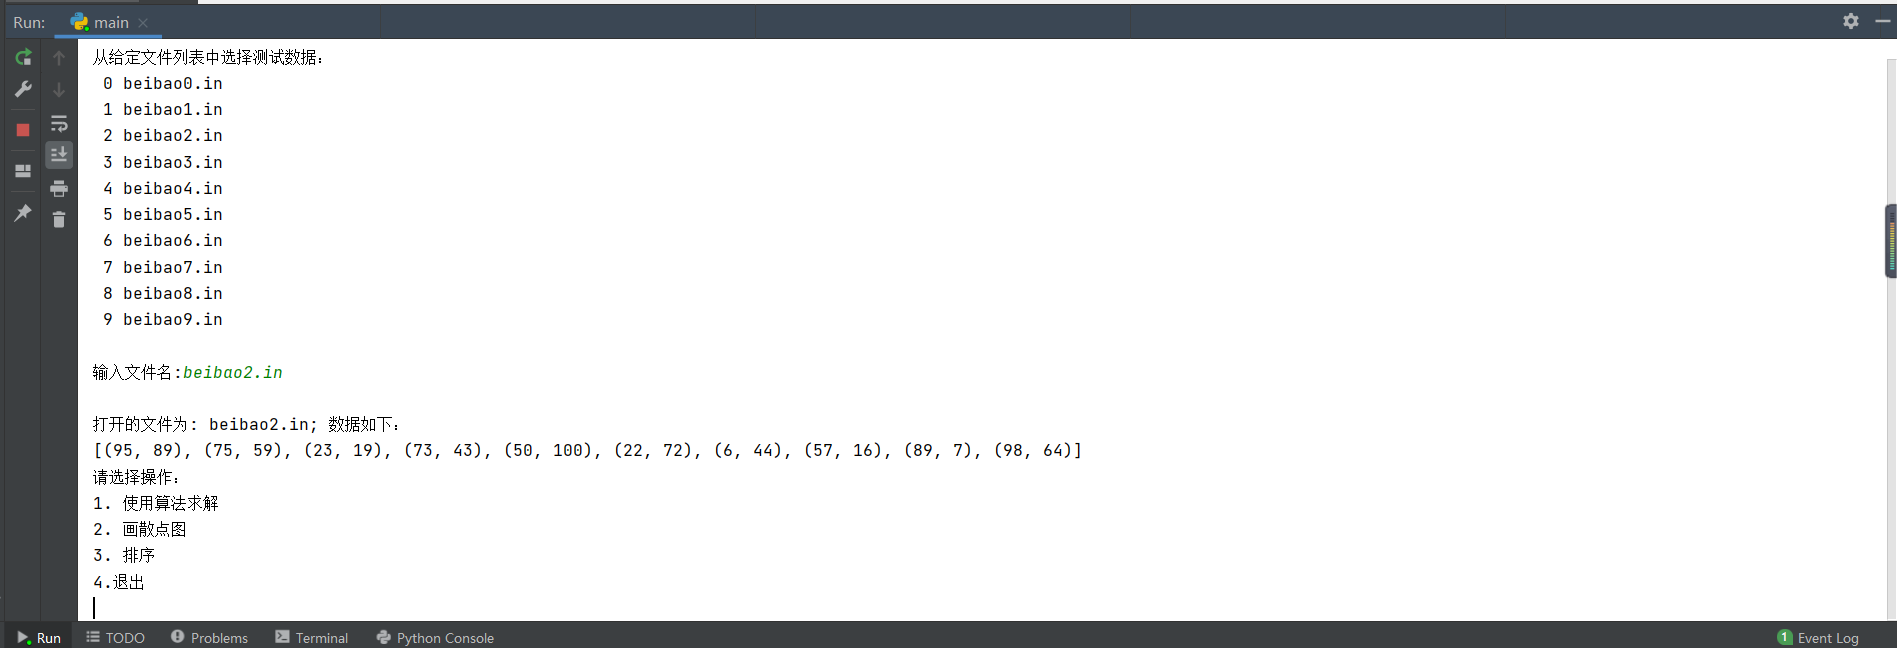 Run: main
从给定文件列表中选择测试数据:
0 beibao0.in
1 beibao1.in
2 beibao2.in
3 beibao3.in
4 beibao4.in
5 beibao5.in
6 beibao6.in
7 beibao7.in
8 beibao8.in
9 beibao9.in
输入文件名:beibao2.in
打开的文件为: beibao2.in; 数据如下:
[(95, 89), (75, 59), (23, 19), (73, 43), (50, 100), (22, 72), (6, 44), (57, 16), (89, 7), (98, 64)]
请选择操作:
1. 使用算法求解
2. 画散点图
3. 排序
4.退出
Run TODO Problems Terminal Python Console 1 Event Log